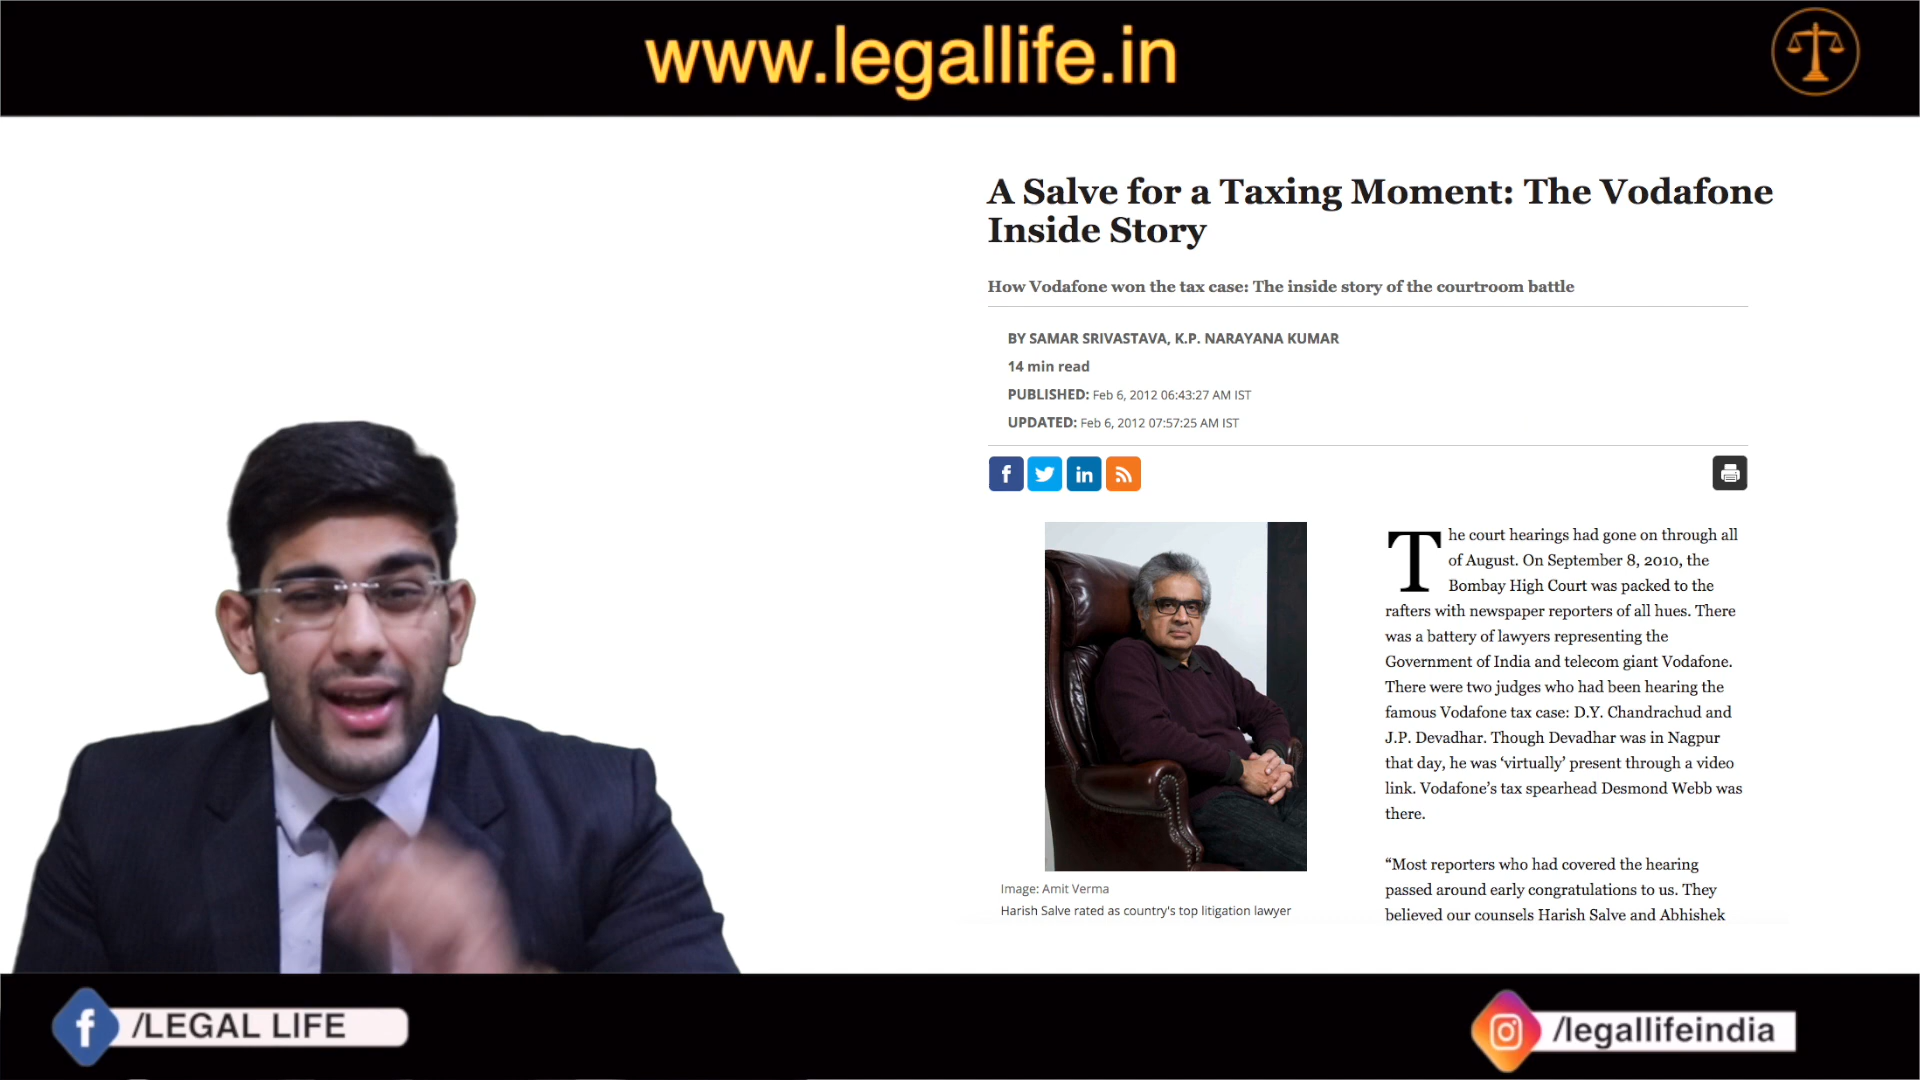 www.legallife.in
A Salve for a Taxing Moment: The Vodafone
Inside Story
How Vodafone won the tax case: The inside story of the courtroom battle
BY SAMAR SRIVASTAVA, K.P. NARAYANA KUMAR
14 min read
PUBLISHED: Feb 6, 2012 06:43:27 AM IST
UPDATED: Feb 6, 2012 07:57:25 AM IST
Image: Amit Verma
Harish Salve rated as country's top litigation lawyer
The court hearings had gone on through all
of August. On September 8, 2010, the
Bombay High Court was packed to the
rafters with newspaper reporters of all hues. There
was a battery of lawyers representing the
Government of India and telecom giant Vodafone.
There were two judges who had been hearing the
famous Vodafone tax case: D.Y. Chandrachud and
J.P. Devadhar. Though Devadhar was in Nagpur
that day, he was ‘virtually’ present through a video
link. Vodafone’s tax spearhead Desmond Webb was
there.
“Most reporters who had covered the hearing
passed around early congratulations to us. They
believed our counsels Harish Salve and Abhishek
/LEGAL LIFE
/legallifeindia